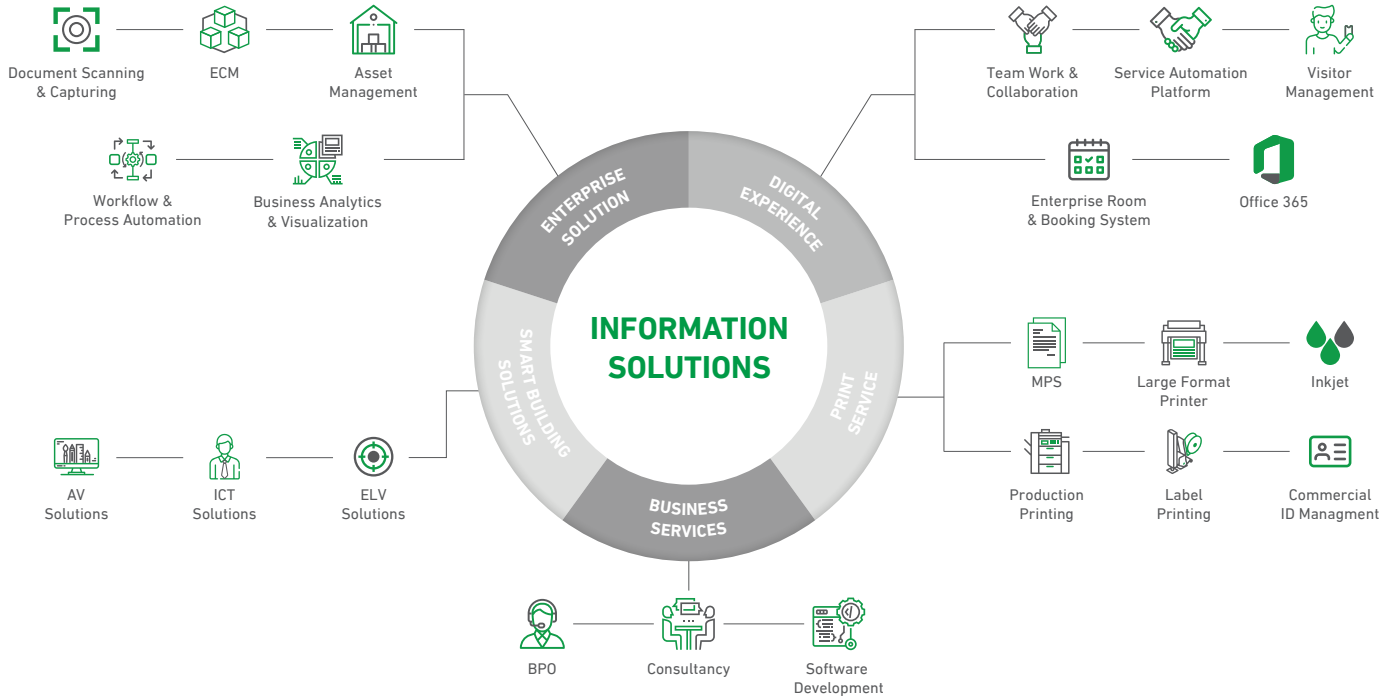 Document Scanning
& Capturing
ECM
Asset
Management
Workflow &
Process Automation
Business Analytics
& Visualization
Team Work &
Collaboration
Service Automation
Platform
Visitor
Management
Enterprise Room
& Booking System
Office 365
ENTERPRISE
SOLUTION
DIGITAL
EXPERIENCE
INFORMATION
SOLUTIONS
SMART BUILDING
SOLUTIONS
PRINT
SERVICE
BUSINESS
SERVICES
MPS
Large Format
Printer
Inkjet
Production
Printing
Label
Printing
Commercial
ID Managment
AV
Solutions
ICT
Solutions
ELV
Solutions
BPO
Consultancy
Software
Development